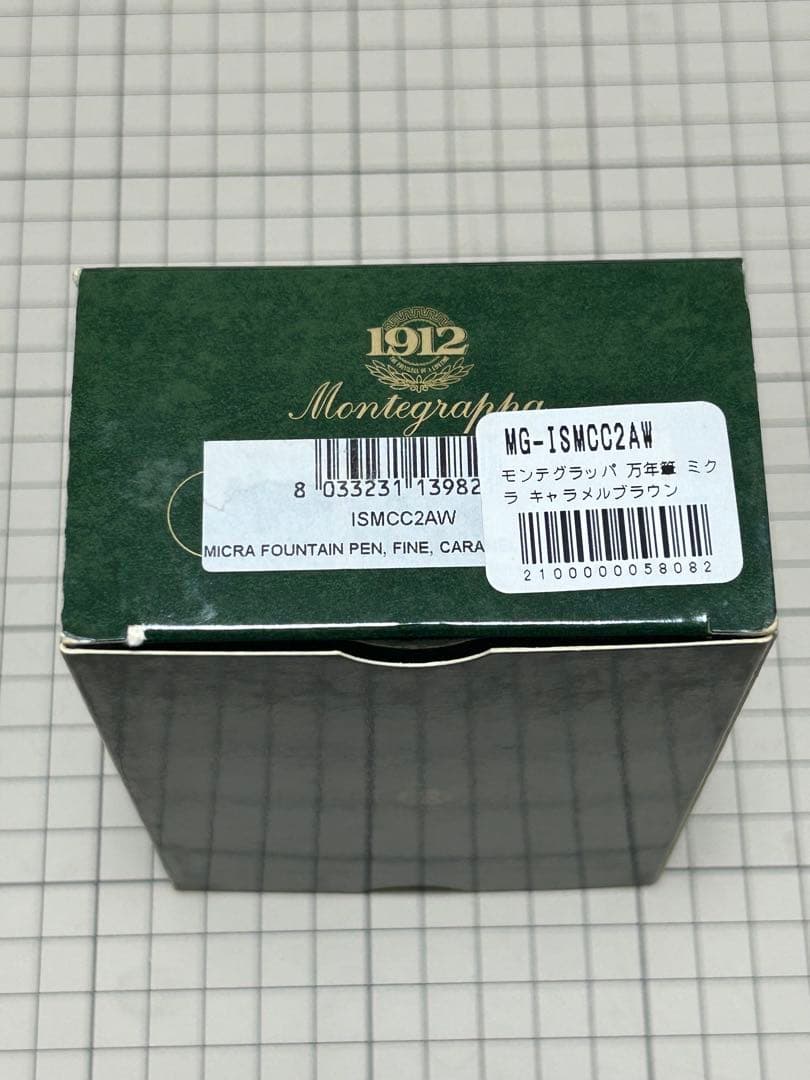 1912
Montegrappa
8 033231 13982
ISMCC2AW
MICRA FOUNTAIN PEN, FINE,
MG-ISMCC2AW
モンテグラッパ 万年筆 ミク
ラ キャラメルブラウン
2100000058082